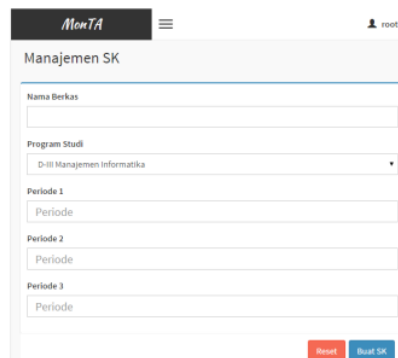 MonTA
root
Manajemen SK
Nama Berkas
Program Studi
D-III Manajemen Informatika
Periode 1
Periode
Periode 2
Periode
Periode 3
Periode
Reset Buat SK